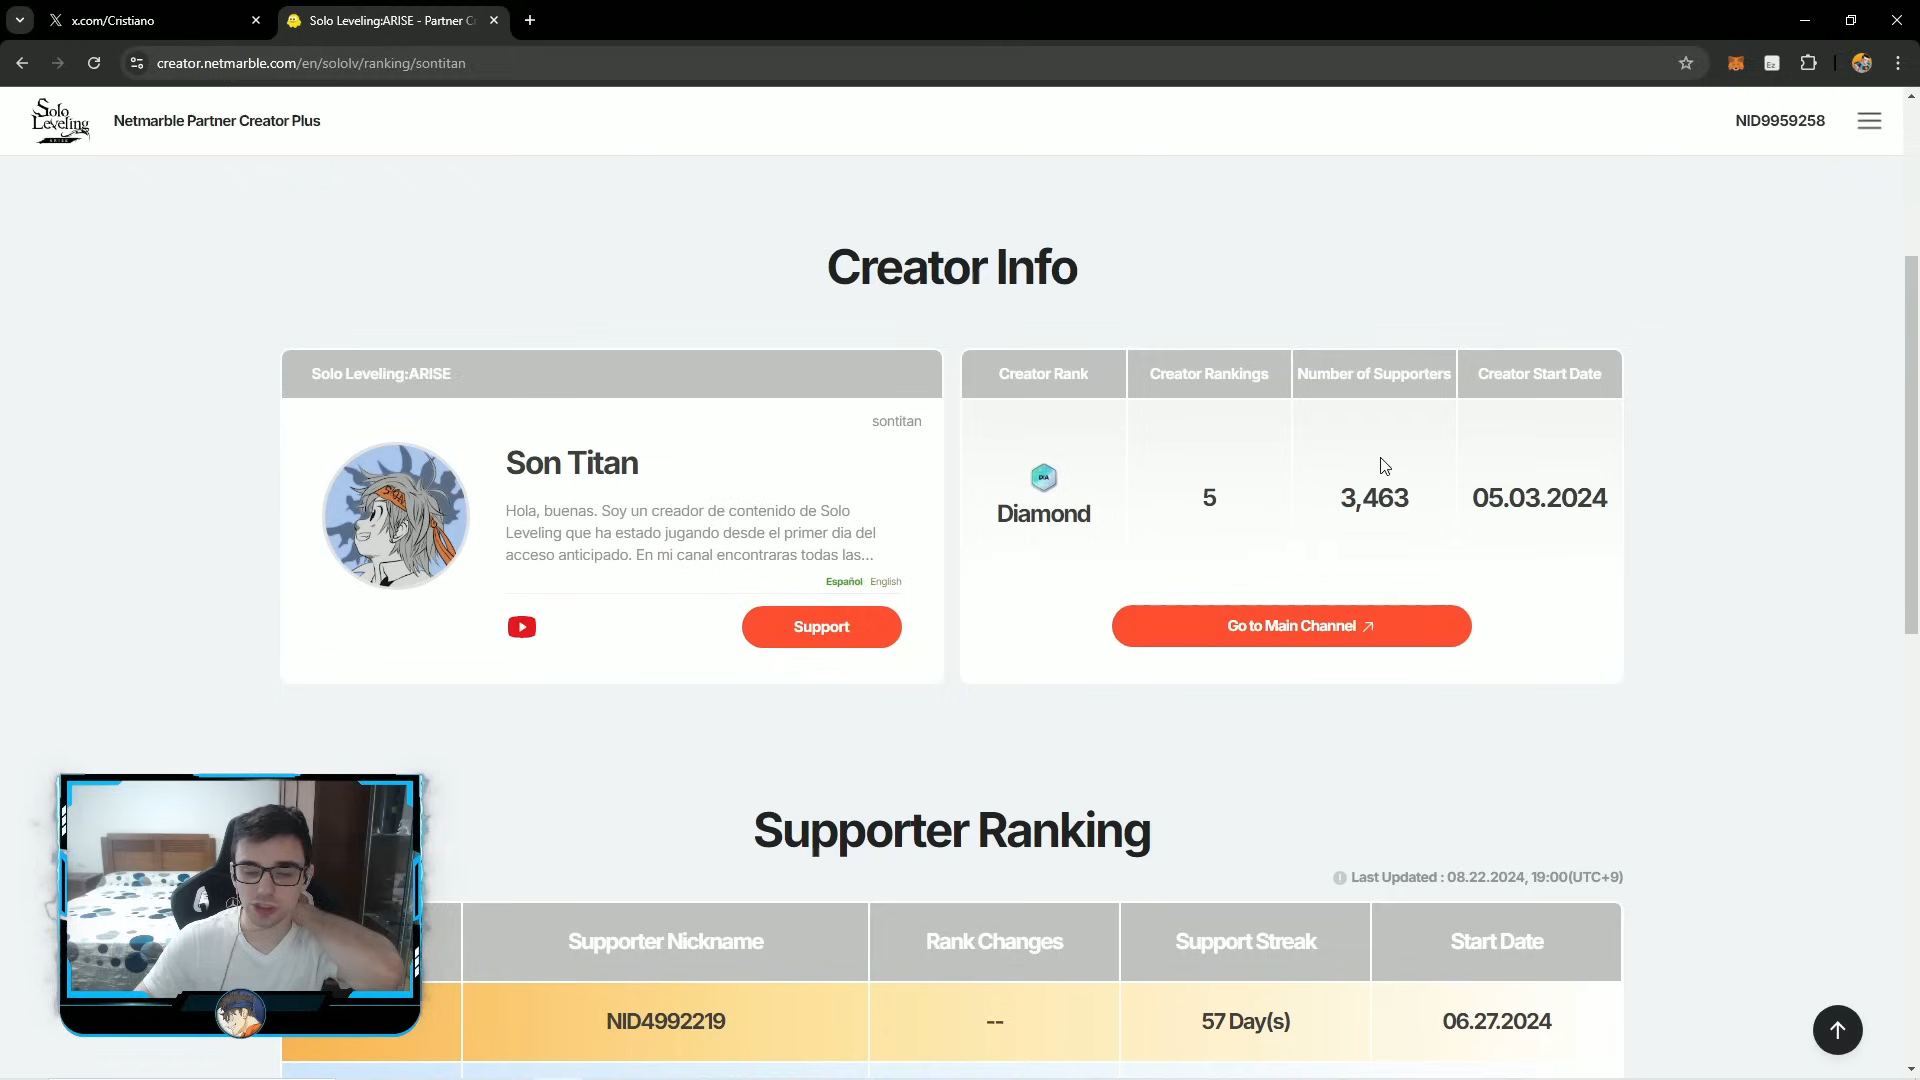 x.com/Cristiano
Solo Leveling:ARISE - Partner C
creator.netmarble.com/en/sololv/ranking/sontitan
Solo
Leveling
ARISE
Netmarble Partner Creator Plus
NID9959258
Creator Info
Solo Leveling:ARISE
sontitan
Son Titan
Hola, buenas. Soy un creador de contenido de Solo
Leveling que ha estado jugando desde el primer dia del
acceso anticipado. En mi canal encontraras todas las...
Español English
Support
Creator Rank
Creator Rankings
Number of Supporters
Creator Start Date
DIA
Diamond
5
3,463
05.03.2024
Go to Main Channel
Supporter Ranking
Last Updated : 08.22.2024, 19:00(UTC+9)
Supporter Nickname
Rank Changes
Support Streak
Start Date
NID4992219
--
57 Day(s)
06.27.2024